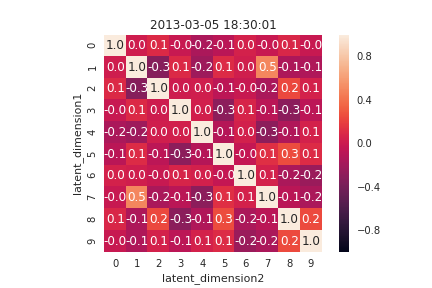 2013-03-05 18:30:01
latent_dimension1
0 1.0 0.0 0.1 -0.0 -0.2 -0.1 0.0 -0.0 0.1 -0.0
1 0.0 1.0 -0.3 0.1 -0.2 0.1 0.0 0.5 -0.1 -0.1
2 0.1 -0.3 1.0 0.0 0.0 -0.1 -0.0 -0.2 0.2 0.1
3 -0.0 0.1 0.0 1.0 0.0 -0.3 0.1 -0.1 -0.3 -0.1
4 -0.2 -0.2 0.0 0.0 1.0 -0.1 0.0 -0.3 -0.1 0.1
5 -0.1 0.1 -0.1 -0.3 -0.1 1.0 -0.0 0.1 0.3 0.1
6 0.0 0.0 -0.0 0.1 0.0 -0.0 1.0 0.1 -0.2 -0.2
7 -0.0 0.5 -0.2 -0.1 -0.3 0.1 0.1 1.0 -0.1 -0.2
8 0.1 -0.1 0.2 -0.3 -0.1 0.3 -0.2 -0.1 1.0 0.2
9 -0.0 -0.1 0.1 -0.1 0.1 0.1 -0.2 -0.2 0.2 1.0
0 1 2 3 4 5 6 7 8 9
latent_dimension2
0.8
0.4
0.0
-0.4
-0.8